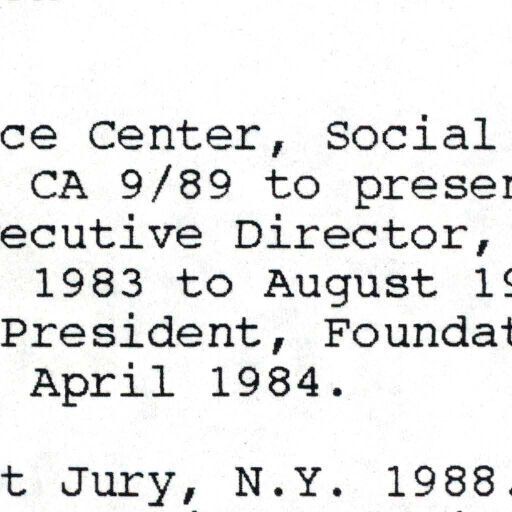 ce Center, Social
CA 9/89 to presen
ecutive Director,
1983 to August 19
President, Foundat
April 1984.
t Jury, N.Y. 1988.